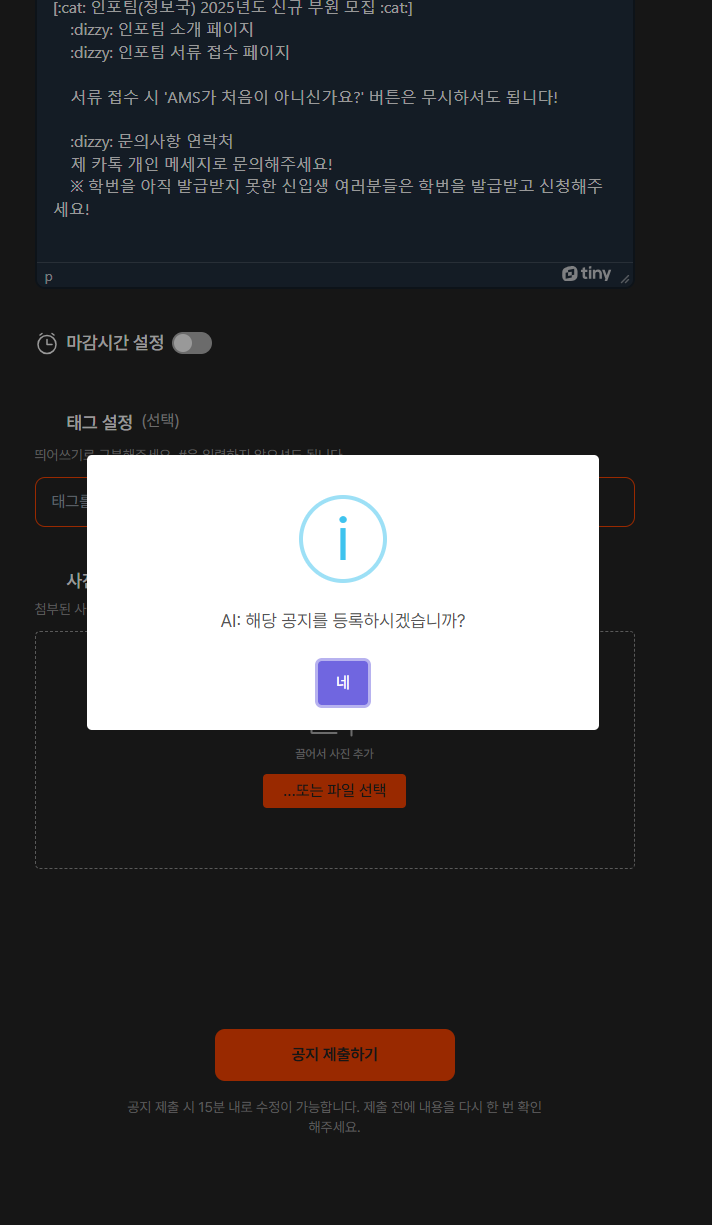 [:cat: 인포팀(정보국) 2025년도 신규 부원 모집 :cat:]
:dizzy: 인포팀 소개 페이지
:dizzy: 인포팀 서류 접수 페이지
서류 접수 시 'AMS가 처음이 아니신가요?' 버튼은 무시하셔도 됩니다!
:dizzy: 문의사항 연락처
제 카톡 개인 메세지로 문의해주세요!
※ 학번을 아직 발급받지 못한 신입생 여러분들은 학번을 발급받고 신청해주
세요!
p
tiny
마감시간 설정
태그 설정 (선택)
띄어쓰기로 구분해주세요. #을 입력하지 않으셔도 됩니다.
태그를
첨부된
AI: 해당 공지를 등록하시겠습니까?
네
끌어서 사진 추가
...또는 파일 선택
공지 제출하기
공지 제출 시 15분 내로 수정이 가능합니다. 제출 전에 내용을 다시 한 번 확인
해주세요.